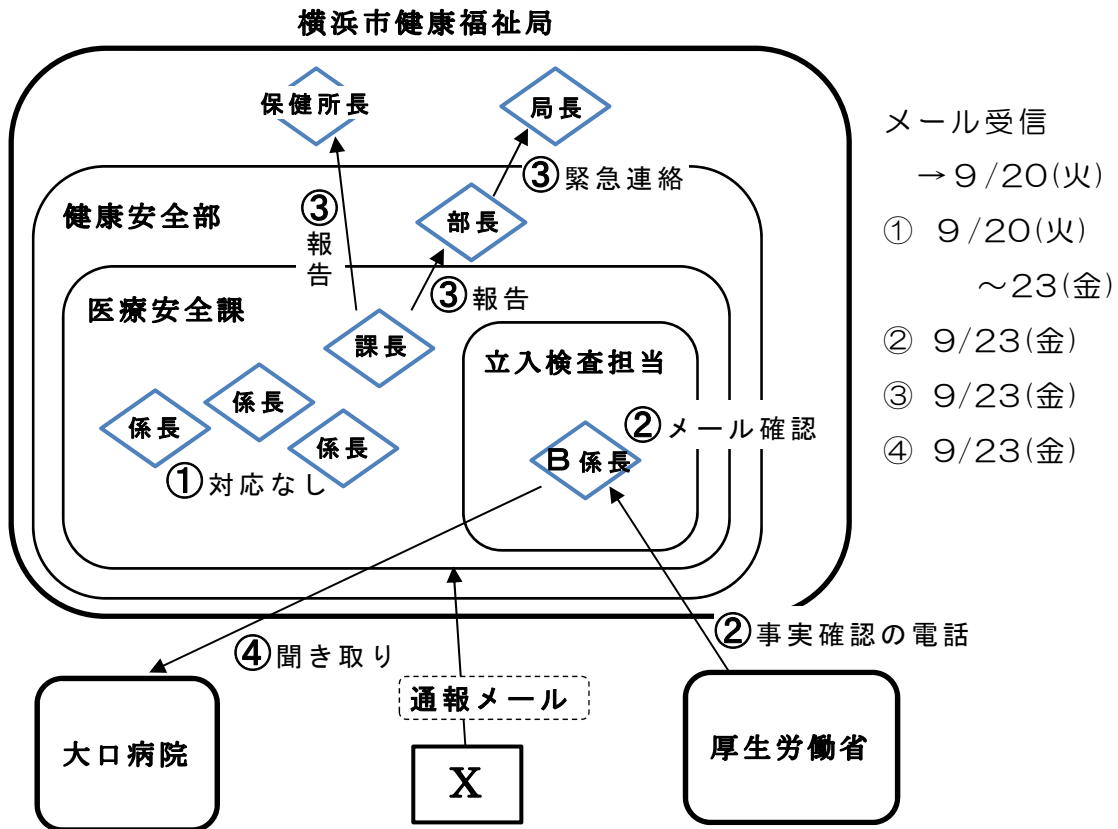 横浜市健康福祉局
保健所長
局長
③緊急連絡
健康安全部
③
報
告
部長
③報告
医療安全課
課長
立入検査担当
係長
係長
係長
①対応なし
②メール確認
B係長
②事実確認の電話
④聞き取り
通報メール
大口病院
X
厚生労働省
メール受信
→9/20(火)
① 9/20(火)
～23(金)
② 9/23(金)
③ 9/23(金)
④ 9/23(金)